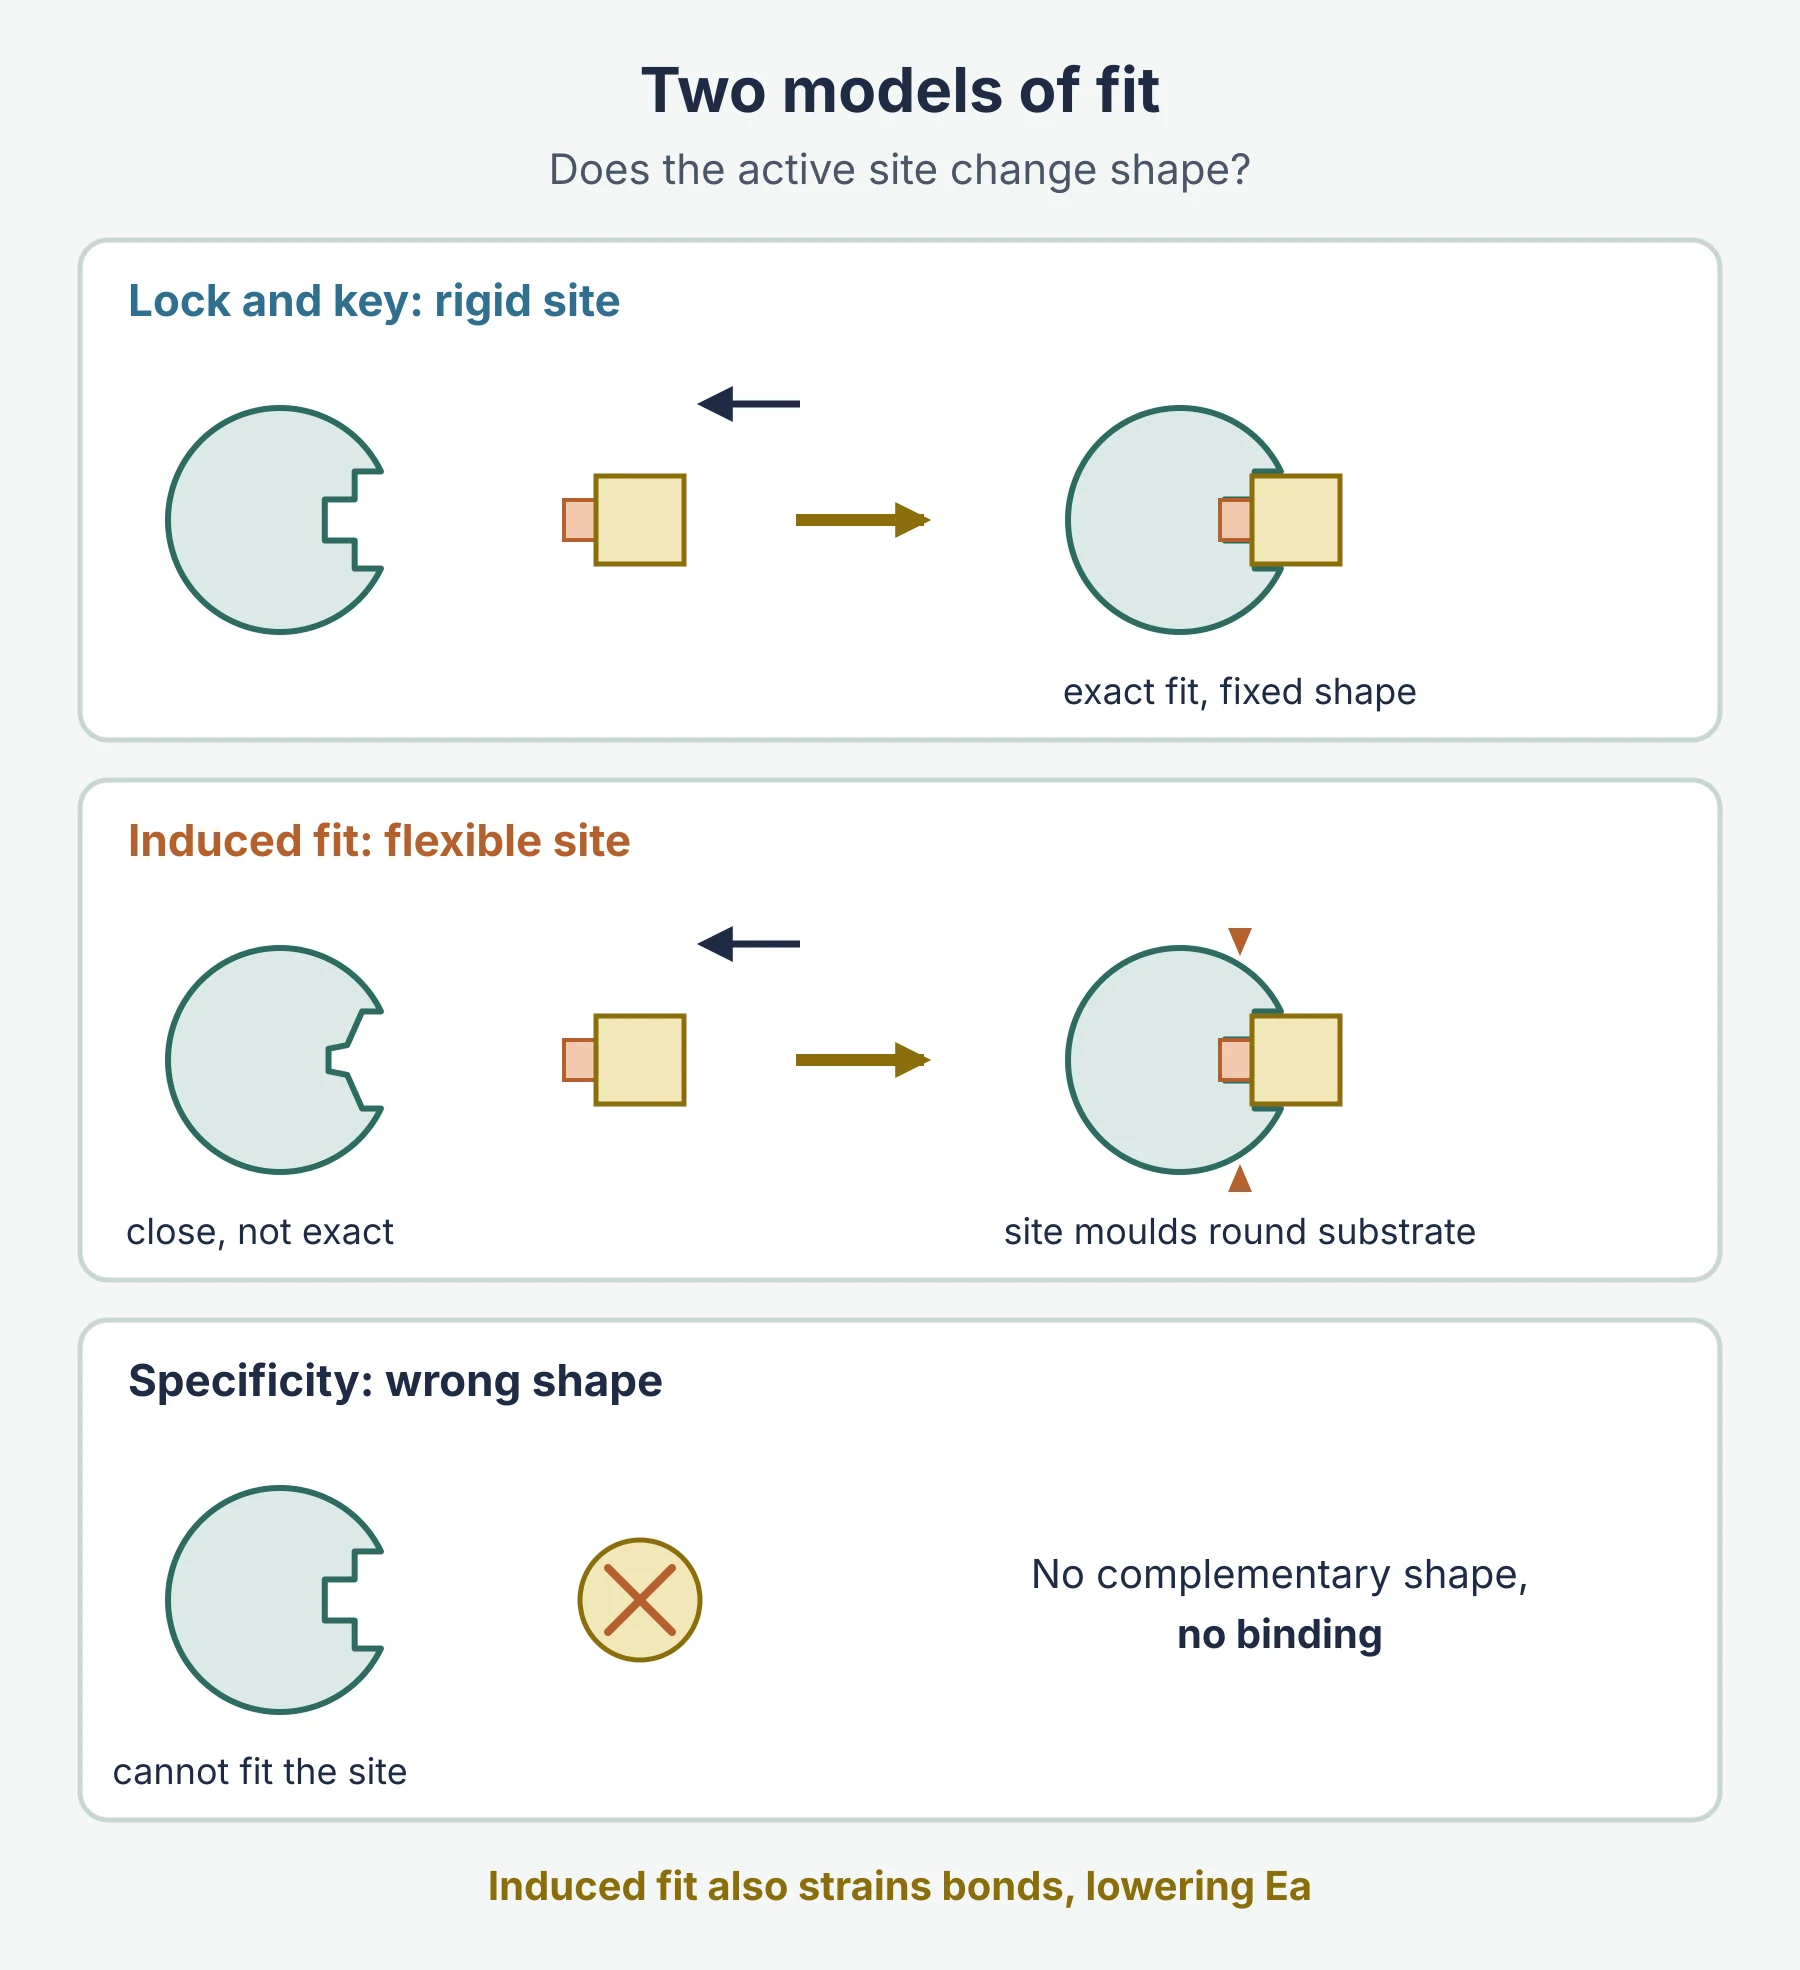 Two models of fit
Does the active site change shape?
Lock and key: rigid site
exact fit, fixed shape
Induced fit: flexible site
close, not exact
site moulds round substrate
Specificity: wrong shape
No complementary shape,
no binding
cannot fit the site
Induced fit also strains bonds, lowering Ea